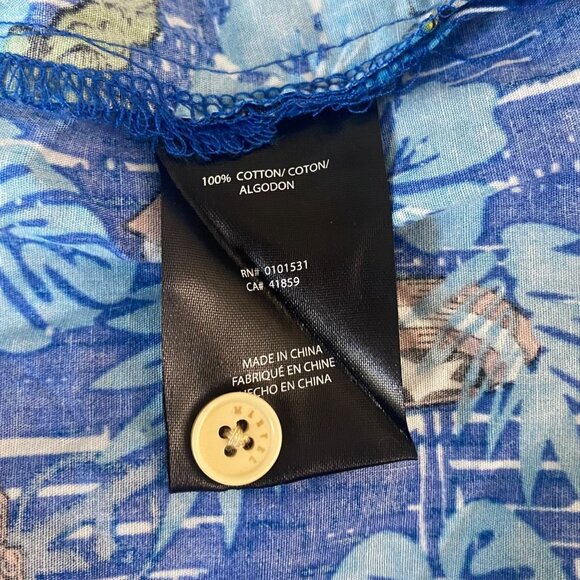 100% COTTON/ COTON/
ALGODON
RN# 0101531
CA# 41859
MADE IN CHINA
FABRIQUÉ EN CHINE
HECHO EN CHINA